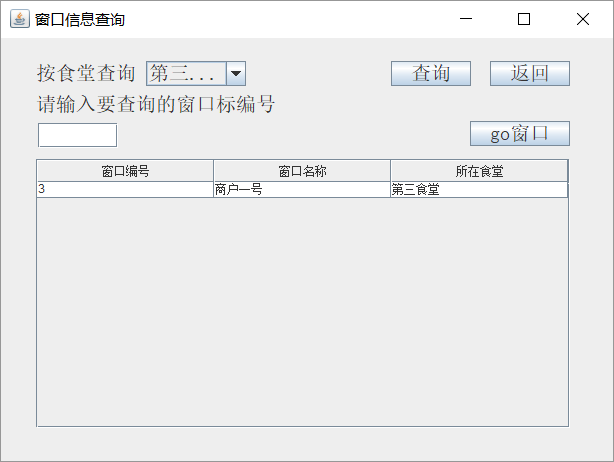 窗口信息查询
按食堂查询 第三... 查询 返回
请输入要查询的窗口标编号
go窗口
窗口编号 窗口名称 所在食堂
3 商户一号 第三食堂